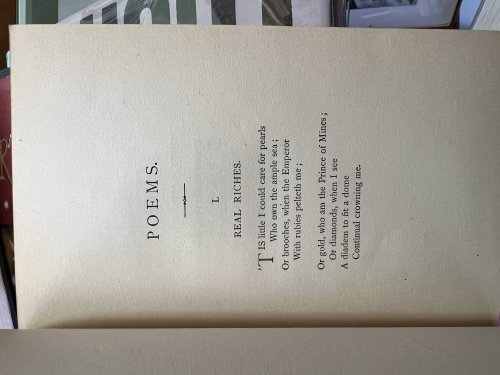 POEMS.
I.
REAL RICHES.
'TIS little I could care for pearls
Who own the ample sea;
Or brooches, when the Emperor
With rubies pelteth me;
Or gold, who am the Prince of Mines;
Or diamonds, when I see
A diadem to fit a dome
Continual crowning me.